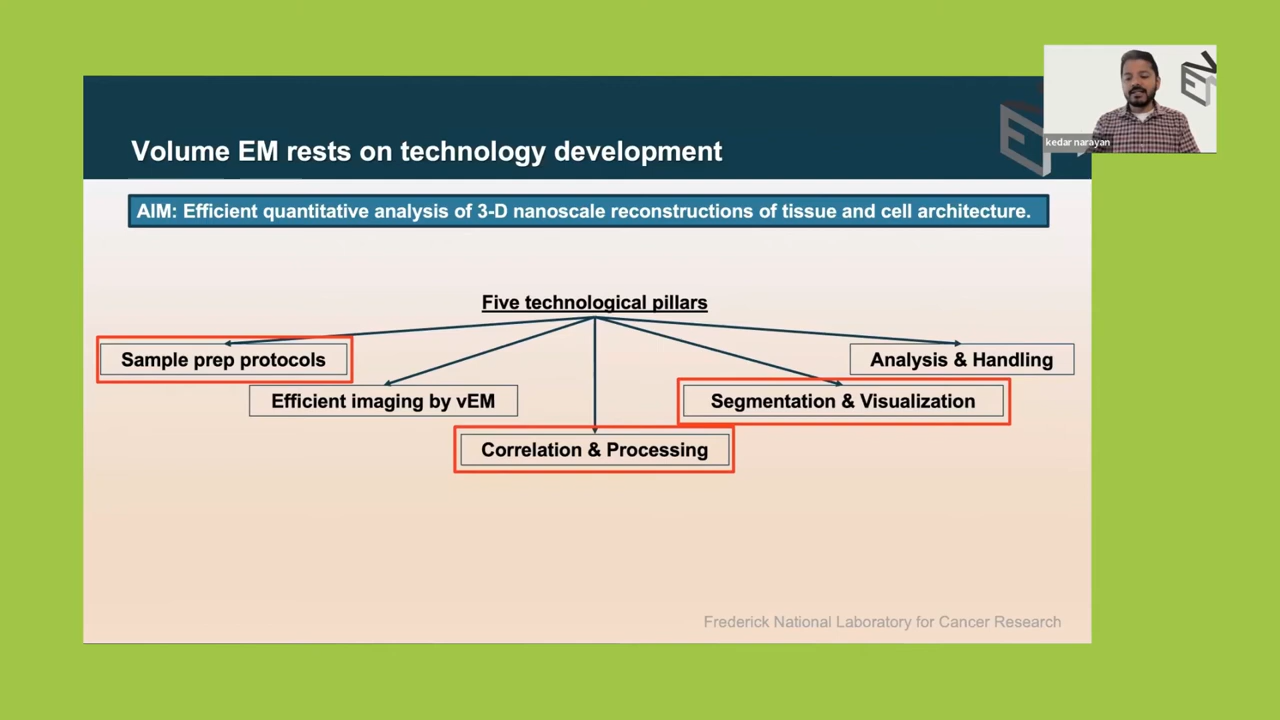 Volume EM rests on technology development
kedar narayan
AIM: Efficient quantitative analysis of 3-D nanoscale reconstructions of tissue and cell architecture.
Five technological pillars
Sample prep protocols
Analysis & Handling
Efficient imaging by vEM
Segmentation & Visualization
Correlation & Processing
Frederick National Laboratory for Cancer Research